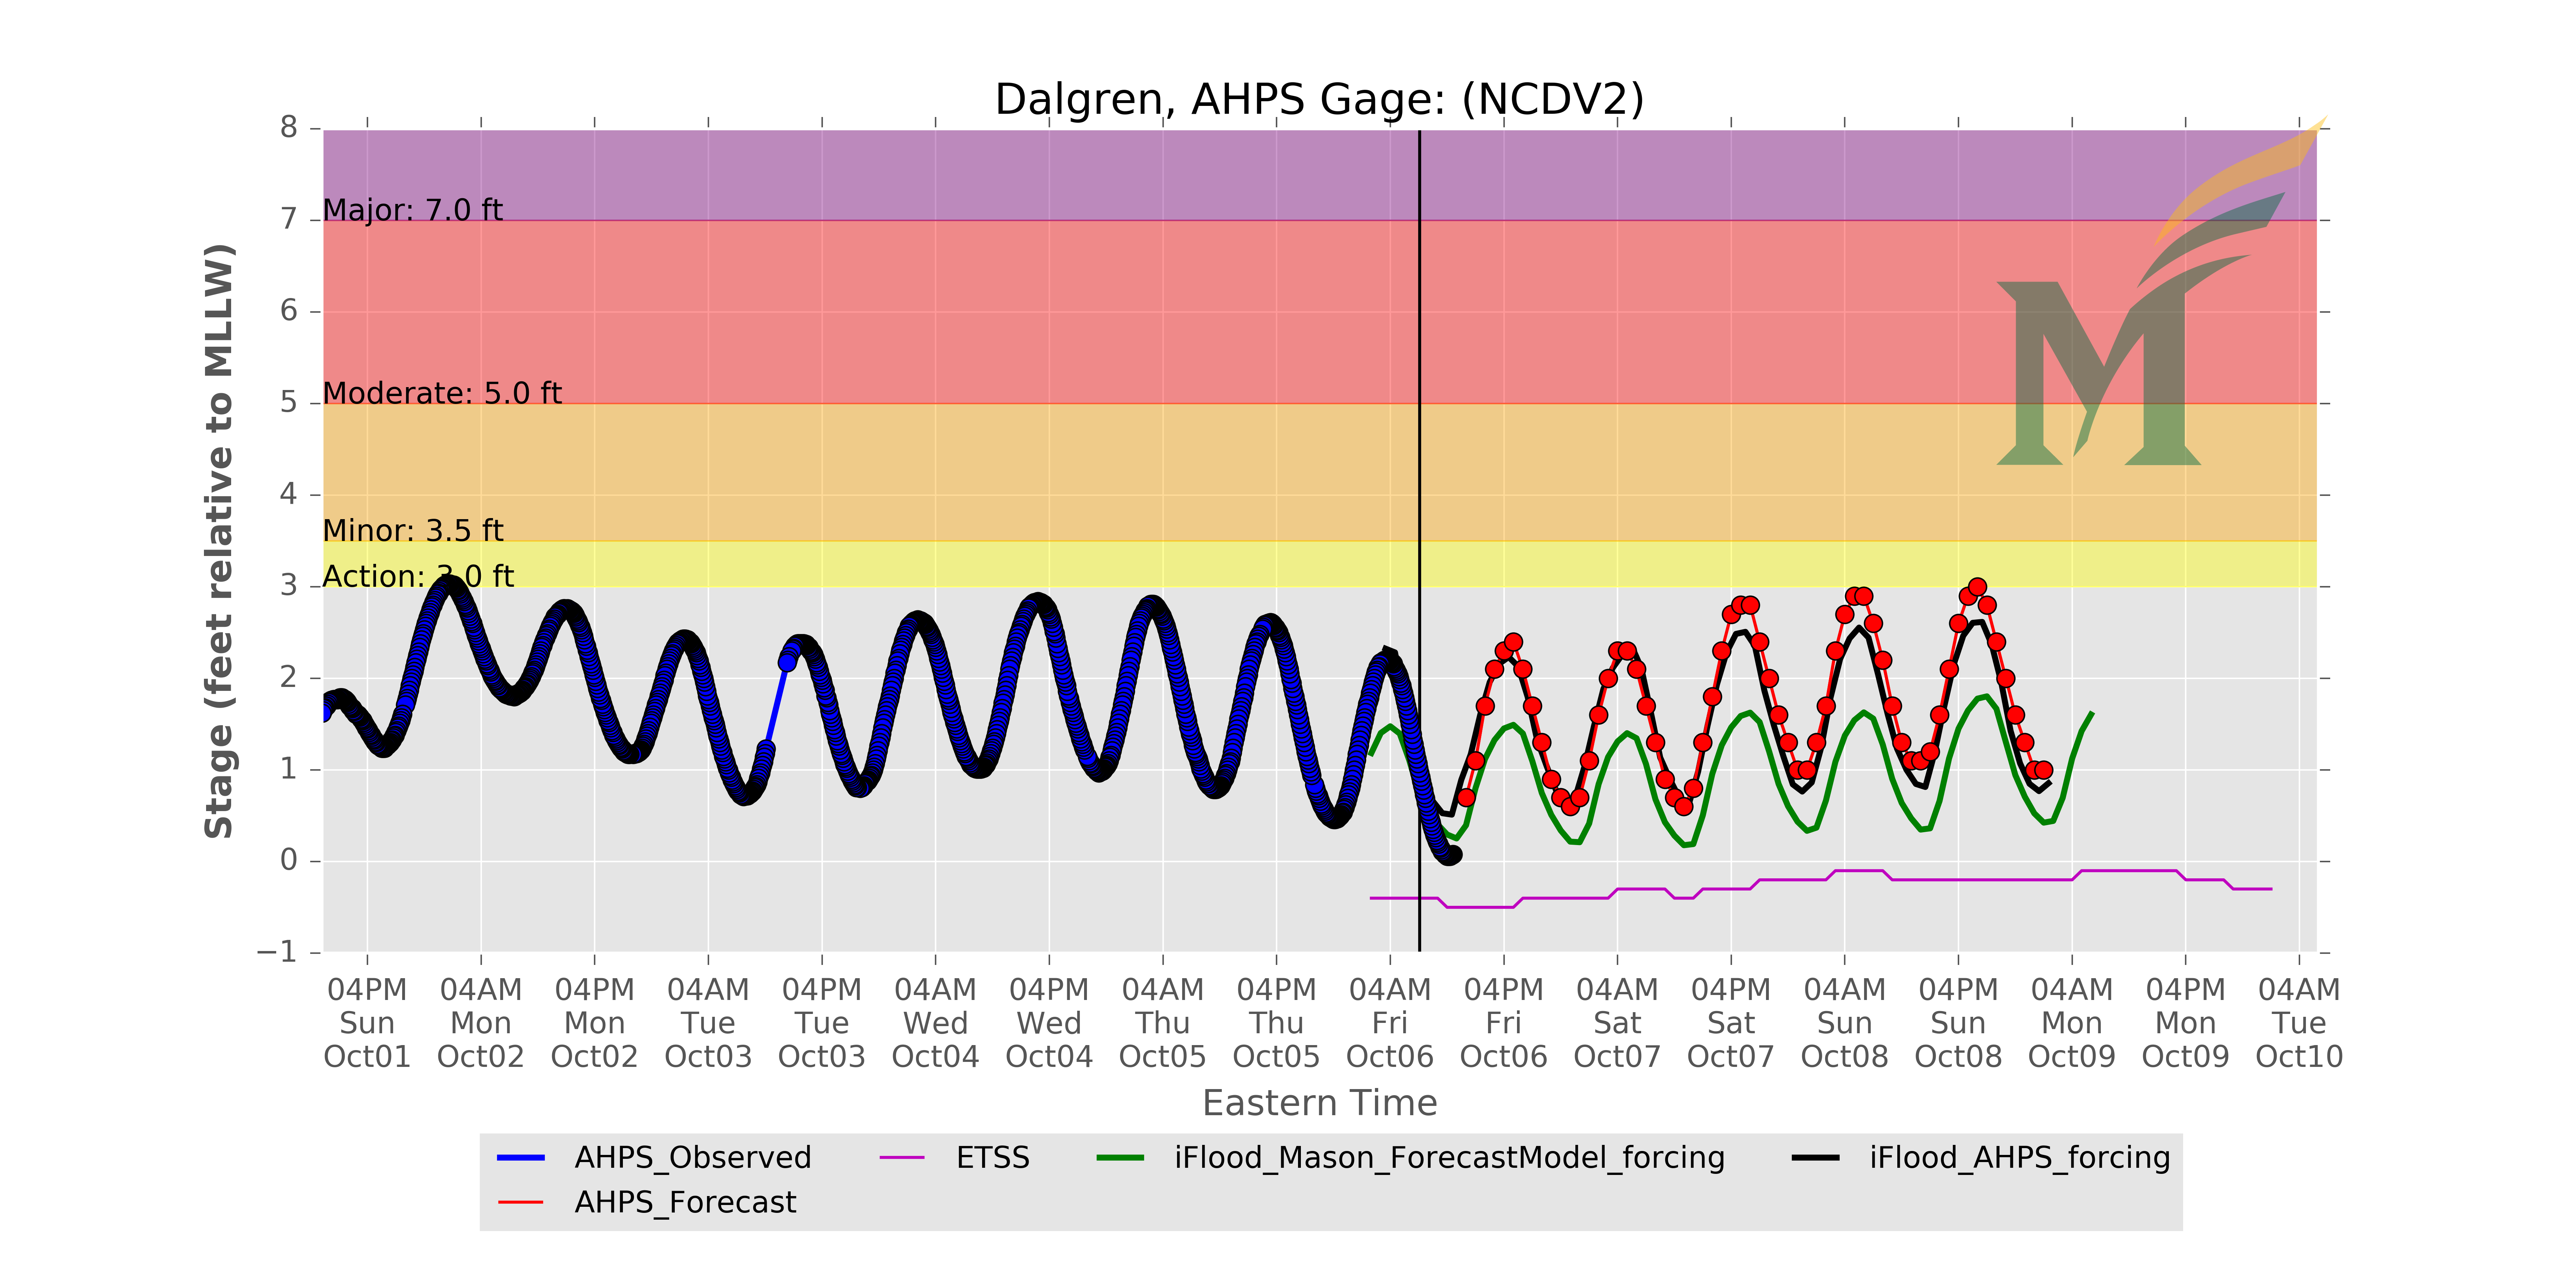 Dalgren, AHPS Gage: (NCDV2)
8
Major: 7.0 ft
7
6
Moderate: 5.0 ft
5
4
Minor: 3.5 ft
Action: 3.0 ft
3
2
1
0
−1
Stage (feet relative to MLLW)
04PM 04AM 04PM 04AM 04PM 04AM 04PM 04AM 04PM 04AM 04PM 04AM 04PM 04AM 04PM 04AM 04PM 04AM
Sun Mon Mon Tue Tue Wed Wed Thu Thu Fri Fri Sat Sat Sun Sun Mon Mon Tue
Oct01 Oct02 Oct02 Oct03 Oct03 Oct04 Oct04 Oct05 Oct05 Oct06 Oct06 Oct07 Oct07 Oct08 Oct08 Oct09 Oct09 Oct10
Eastern Time
AHPS_Observed ETSS iFlood_Mason_ForecastModel_forcing iFlood_AHPS_forcing
AHPS_Forecast
M